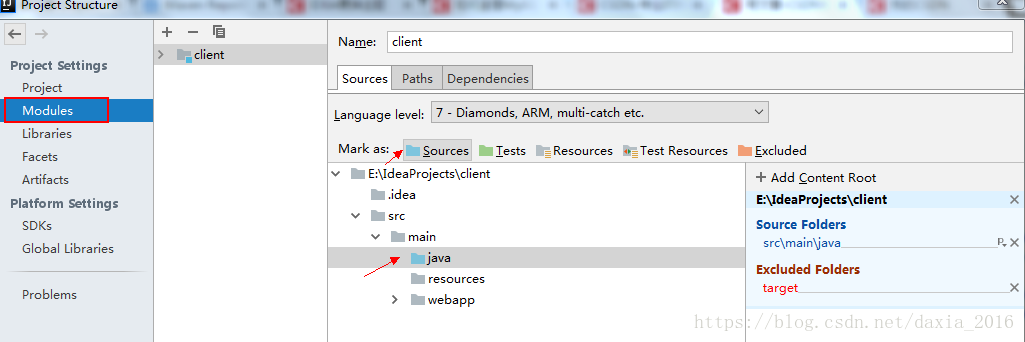 Project Structure
Project Settings
Project
Modules
Libraries
Facets
Artifacts
Platform Settings
SDKs
Global Libraries
Problems
client
Name: client
Sources Paths Dependencies
Language level: 7 - Diamonds, ARM, multi-catch etc.
Mark as: Sources Tests Resources Test Resources Excluded
E:\IdeaProjects\client
.idea
src
main
java
resources
webapp
+ Add Content Root
E:\IdeaProjects\client
Source Folders
src\main\java
Excluded Folders
target
https://blog.csdn.net/daxia_2016